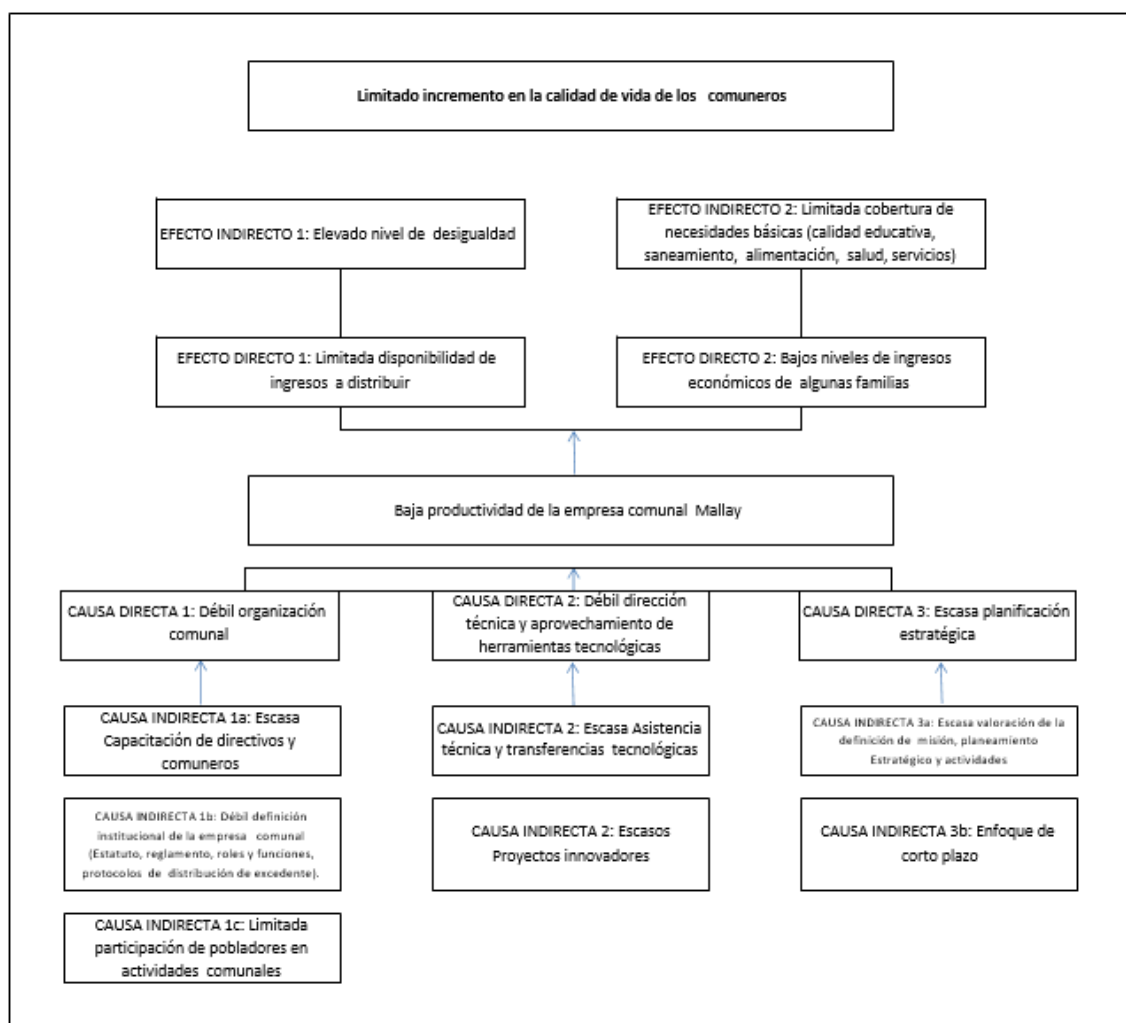 Limitado incremento en la calidad de vida de los comuneros
EFECTO INDIRECTO 1: Elevado nivel de desigualdad
EFECTO INDIRECTO 2: Limitada cobertura de
necesidades básicas (calidad educativa,
saneamiento, alimentación, salud, servicios)
EFECTO DIRECTO 1: Limitada disponibilidad de
ingresos a distribuir
EFECTO DIRECTO 2: Bajos niveles de ingresos
económicos de algunas familias
Baja productividad de la empresa comunal Mallay
CAUSA DIRECTA 1: Débil organización
comunal
CAUSA DIRECTA 2: Débil dirección
técnica y aprovechamiento de
herramientas tecnológicas
CAUSA DIRECTA 3: Escasa planificación
estratégica
CAUSA INDIRECTA 1a: Escasa
Capacitación de directivos y
comuneros
CAUSA INDIRECTA 2: Escasa Asistencia
técnica y transferencias tecnológicas
CAUSA INDIRECTA 3a: Escasa valoración de la
definición de misión, planeamiento
Estratégico y actividades
CAUSA INDIRECTA 1b: Débil definición
institucional de la empresa comunal
(Estatuto, reglamento, roles y funciones,
protocolos de distribución de excedente).
CAUSA INDIRECTA 2: Escasos
Proyectos innovadores
CAUSA INDIRECTA 3b: Enfoque de
corto plazo
CAUSA INDIRECTA 1c: Limitada
participación de pobladores en
actividades comunales